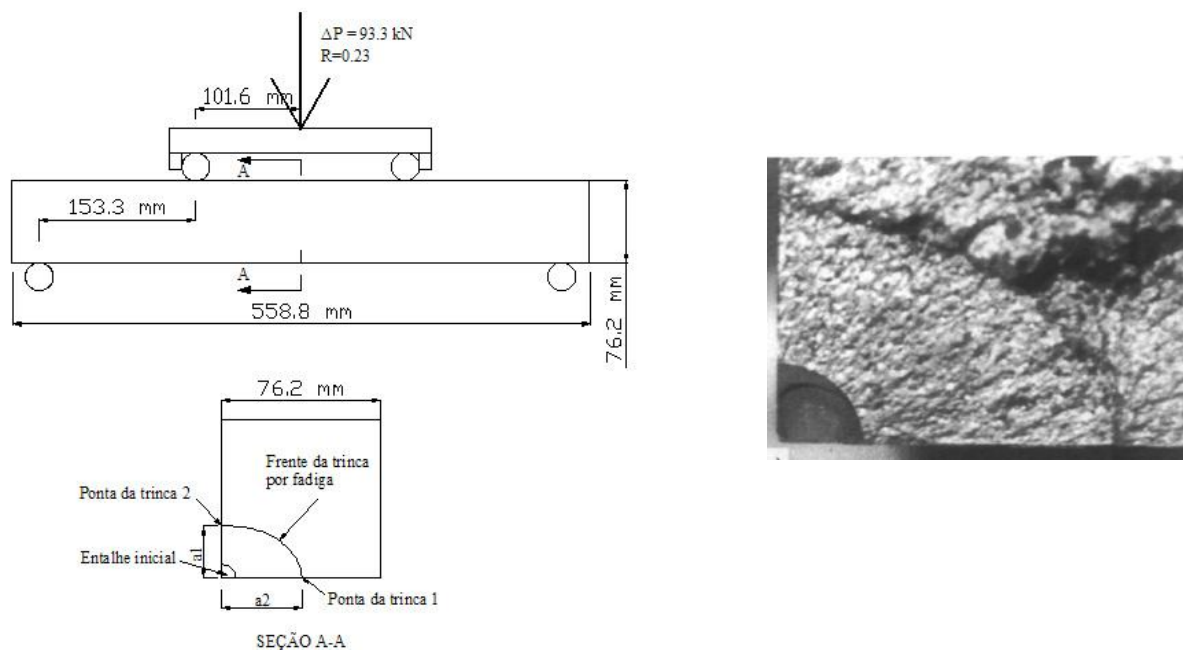 ΔP = 93.3 kN
R=0.23
101.6 mm
A
153.3 mm
A
558.8 mm
76.2 mm
76.2 mm
Frente da trinca
por fadiga
Ponta da trinca 2
a1
Entalhe inicial
a2
Ponta da trinca 1
SEÇÃO A-A